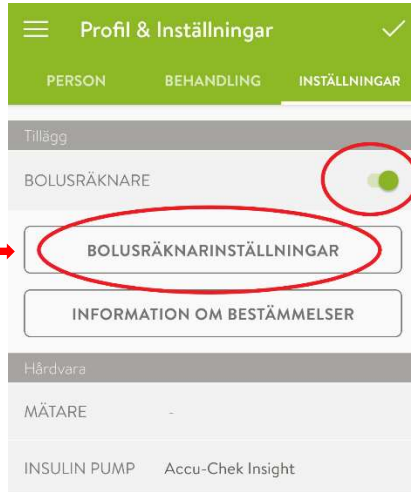 Profil & Inställningar
PERSON BEHANDLING INSTÄLLNINGAR
Tillägg
BOLUSRÄKNARE
BOLUSRÄKNARINSTÄLLNINGAR
INFORMATION OM BESTÄMMELSER
Hårdvara
MÄTARE -
INSULIN PUMP Accu-Chek Insight